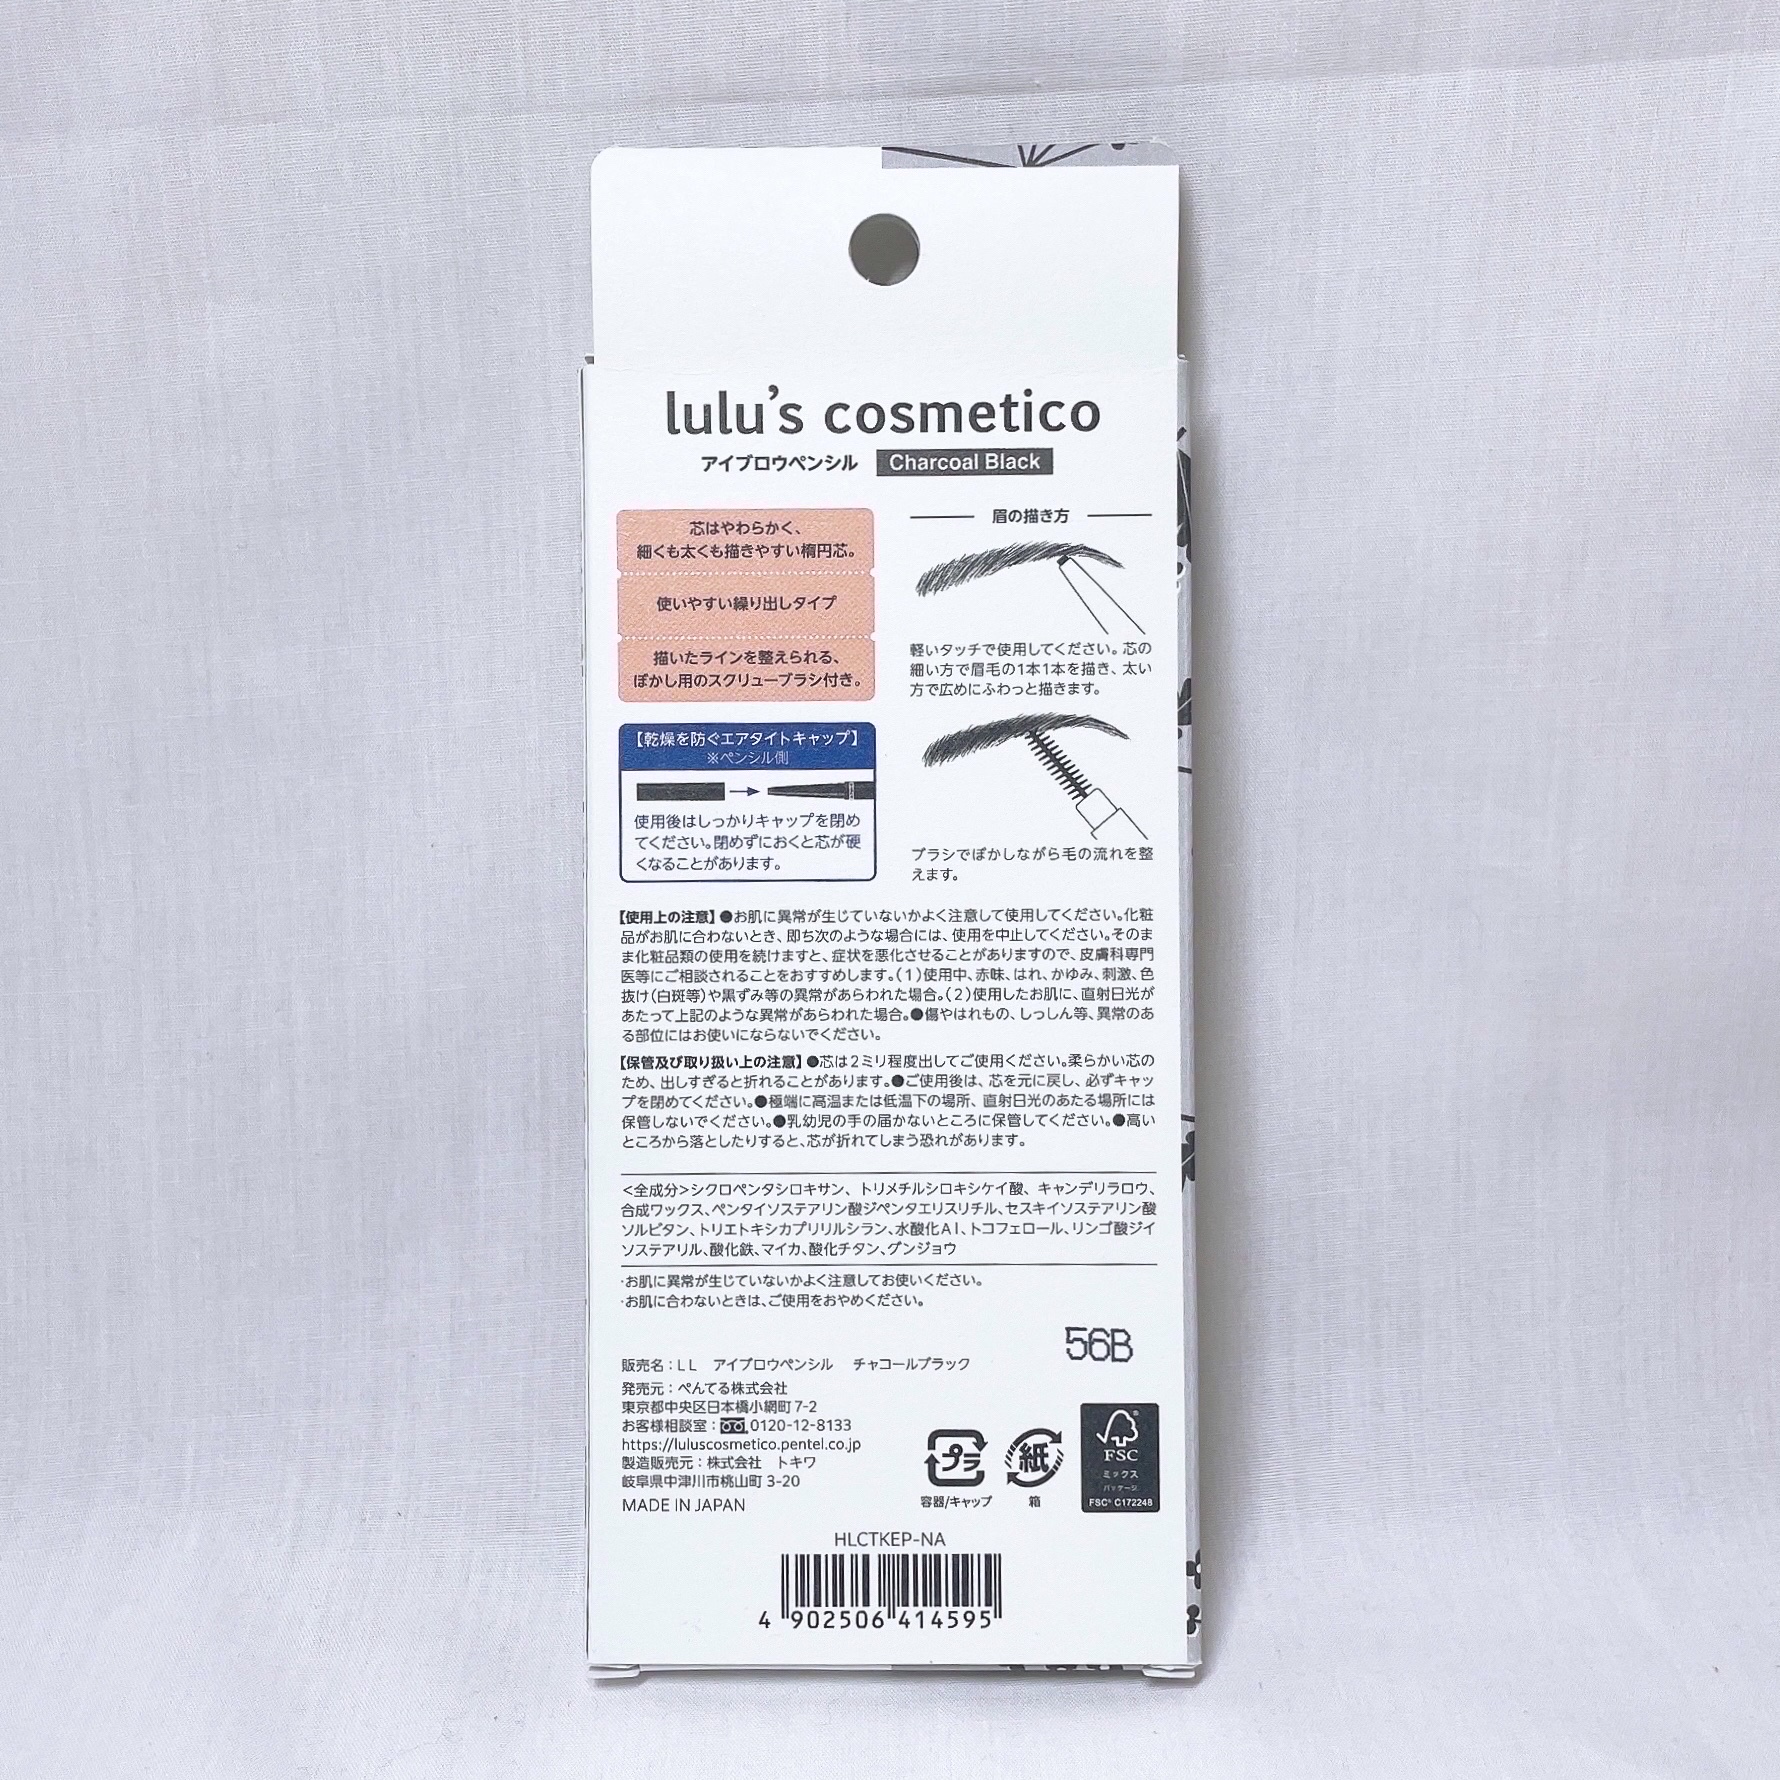 lulu's cosmetico
アイブロウペンシル Charcoal Black
芯はやわらかく、
細くも太くも描きやすい楕円芯。
使いやすい繰り出しタイプ
描いたラインを整えられる、
ぼかし用のスクリューブラシ付き。
【乾燥を防ぐエアタイトキャップ】
※ペンシル側
使用後はしっかりキャップを閉め
てください。閉めずにおくと芯が硬
くなることがあります。
眉の描き方
軽いタッチで使用してください。芯の
細い方で眉毛の1本1本を描き、太い
方で広めにふわっと描きます。
ブラシでぼかしながら毛の流れを整
えます。
【使用上の注意】●お肌に異常が生じていないかよく注意して使用してください。化粧
品がお肌に合わないとき、即ち次のような場合には、使用を中止してください。そのま
ま化粧品類の使用を続けますと、症状を悪化させることがありますので、皮膚科専門
医等にご相談されることをおすすめします。(1)使用中、赤味、はれ、かゆみ、刺激、色
抜け(白斑等)や黒ずみ等の異常があらわれた場合。(2)使用したお肌に、直射日光が
あたって上記のような異常があらわれた場合。●傷やはれもの、しっしん等、異常のあ
る部位にはお使いにならないでください。
【保管及び取り扱い上の注意】●芯は2ミリ程度出してご使用ください。柔らかい芯の
ため、出しすぎると折れることがあります。●ご使用後は、芯を元に戻し、必ずキャッ
プを閉めてください。●極端に高温または低温下の場所、直射日光のあたる場所には
保管しないでください。●乳幼児の手の届かないところに保管してください。●高い
ところから落としたりすると、芯が折れてしまう恐れがあります。
<全成分>シクロペンタシロキサン、トリメチルシロキシケイ酸、キャンデリラロウ、
合成ワックス、ペンタイソステアリン酸ジペンタエリスリチル、セスキイソステアリン酸
ソルビタン、トリエトキシカプリリルシラン、水酸化Al、トコフェロール、リンゴ酸ジイ
ソステアリル、酸化鉄、マイカ、酸化チタン、グンジョウ
・お肌に異常が生じていないかよく注意してお使いください。
・お肌に合わないときは、ご使用をおやめください。
56B
販売名：LL アイブロウペンシル チャコールブラック
発売元：ぺんてる株式会社
東京都中央区日本橋小網町7-2
お客様相談室：0120-12-8133
https://luluscosmetico.pentel.co.jp
製造販売元：株式会社 トキワ
岐阜県中津川市桃山町3-20
MADE IN JAPAN
プラ
容器/キャップ
紙
箱
FSC
ミックス
パッケージ
FSC® C172248
HLCTKEP-NA
4 902506 414595